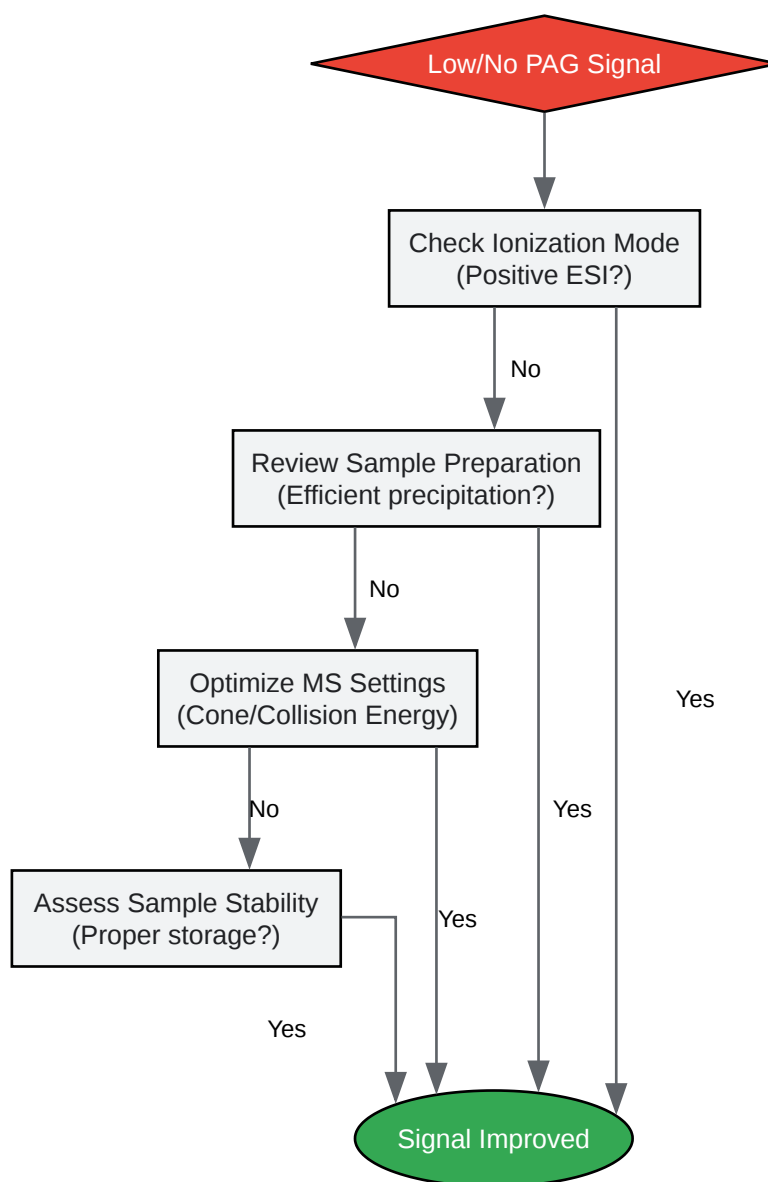 Low/No PAG Signal
Check Ionization Mode
(Positive ESI?)
No
Review Sample Preparation
(Efficient precipitation?)
No
Optimize MS Settings
(Cone/Collision Energy)
Yes
No
Yes
Assess Sample Stability
(Proper storage?)
Yes
Yes
Signal Improved